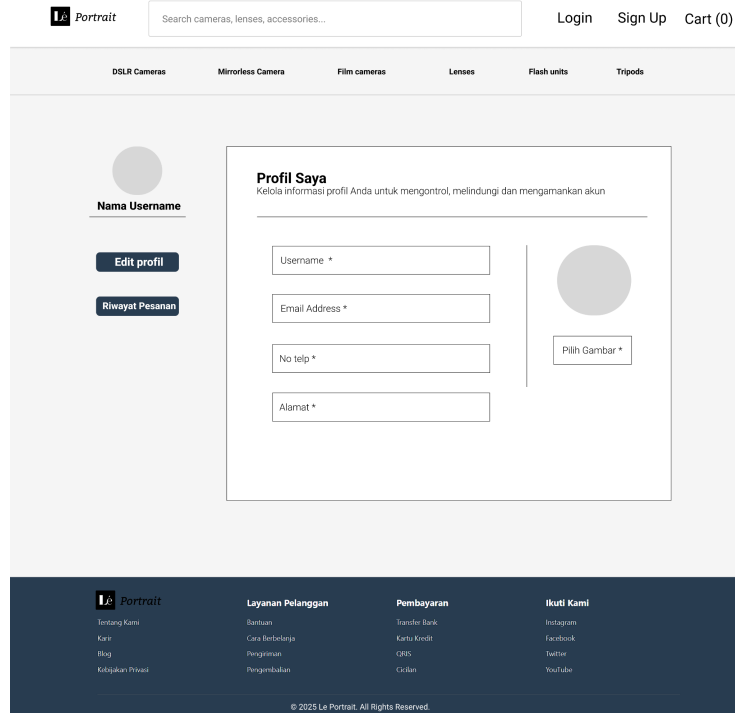 Lé Portrait
Search cameras, lenses, accessories...
Login
Sign Up
Cart (0)
DSLR Cameras
Mirrorless Camera
Film cameras
Lenses
Flash units
Tripods
Nama Username
Edit profil
Riwayat Pesanan
Profil Saya
Kelola informasi profil Anda untuk mengontrol, melindungi dan mengamankan akun
Username *
Email Address *
No telp *
Alamat *
Pilih Gambar *
Lé Portrait
Tentang Kami
Karir
Blog
Kebijakan Privasi
Layanan Pelanggan
Bantuan
Cara Berbelanja
Pengiriman
Pengembalian
Pembayaran
Transfer Bank
Kartu Kredit
QRIS
Cicilan
Ikuti Kami
Instagram
Facebook
Twitter
YouTube
© 2025 Le Portrait. All Rights Reserved.